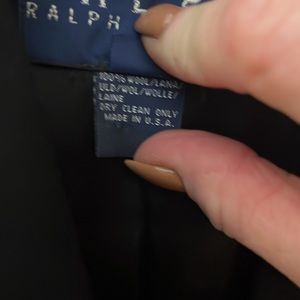 RALPH L
100% WOOL/LANA/
ULD/WOL/WOLLE/
LAINE
DRY CLEAN ONLY
MADE IN U.S.A.